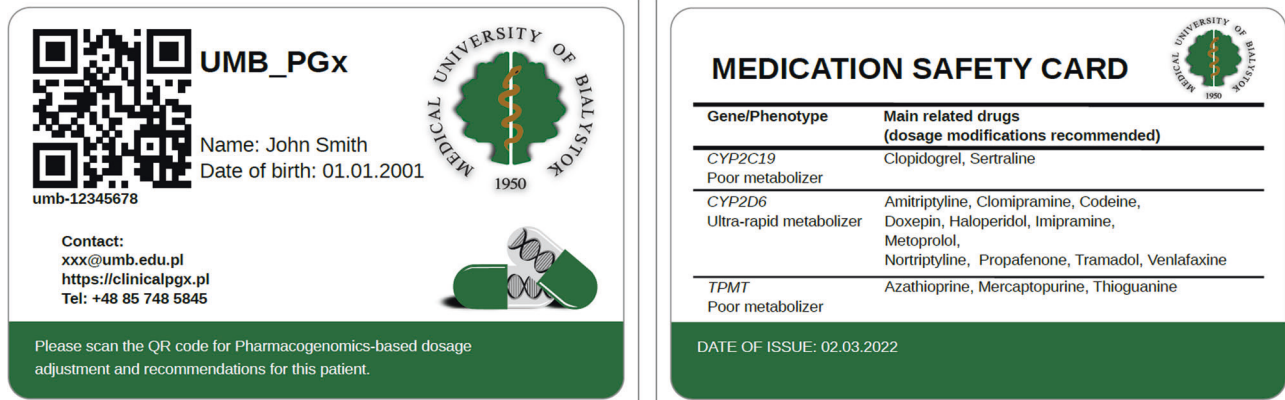 UMB_PGx
Name: John Smith
Date of birth: 01.01.2001
umb-12345678
MEDICAL UNIVERSITY OF BIALYSTOK
1950
Contact:
xxx@umb.edu.pl
https://clinicalpgx.pl
Tel: +48 85 748 5845
Please scan the QR code for Pharmacogenomics-based dosage
adjustment and recommendations for this patient.
MEDICATION SAFETY CARD
MEDICAL UNIVERSITY OF BIALYSTOK
1950
Gene/Phenotype Main related drugs
(dosage modifications recommended)
CYP2C19 Clopidogrel, Sertraline
Poor metabolizer
CYP2D6 Amitriptyline, Clomipramine, Codeine,
Ultra-rapid metabolizer Doxepin, Haloperidol, Imipramine,
Metoprolol,
Nortriptyline, Propafenone, Tramadol, Venlafaxine
TPMT Azathioprine, Mercaptopurine, Thioguanine
Poor metabolizer
DATE OF ISSUE: 02.03.2022